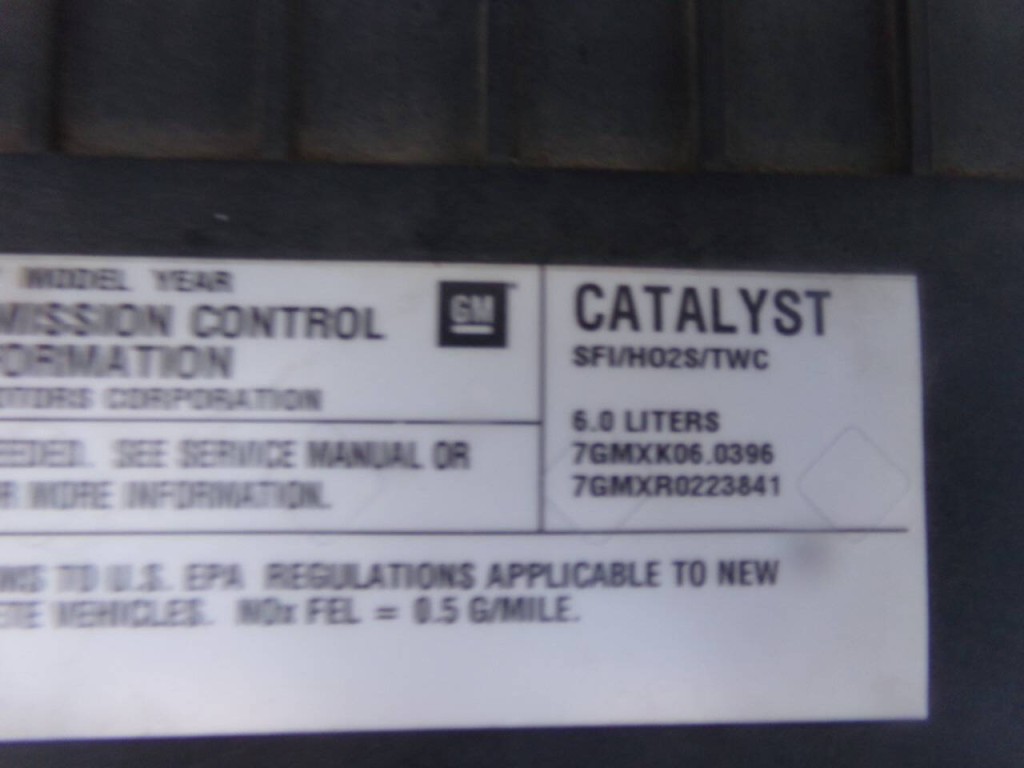 MODEL YEAR
MISSION CONTROL
GM
ORMATION
OTORS CORPORATION
CATALYST
SFI/HO2S/TWC
6.0 LITERS
7GMXK06.0396
7GMXR0223841
EEDED. SEE SERVICE MANUAL OR
R MORE INFORMATION.
MS TO U.S. EPA REGULATIONS APPLICABLE TO NEW
ETE VEHICLES. NOx FEL = 0.5 G/MILE.